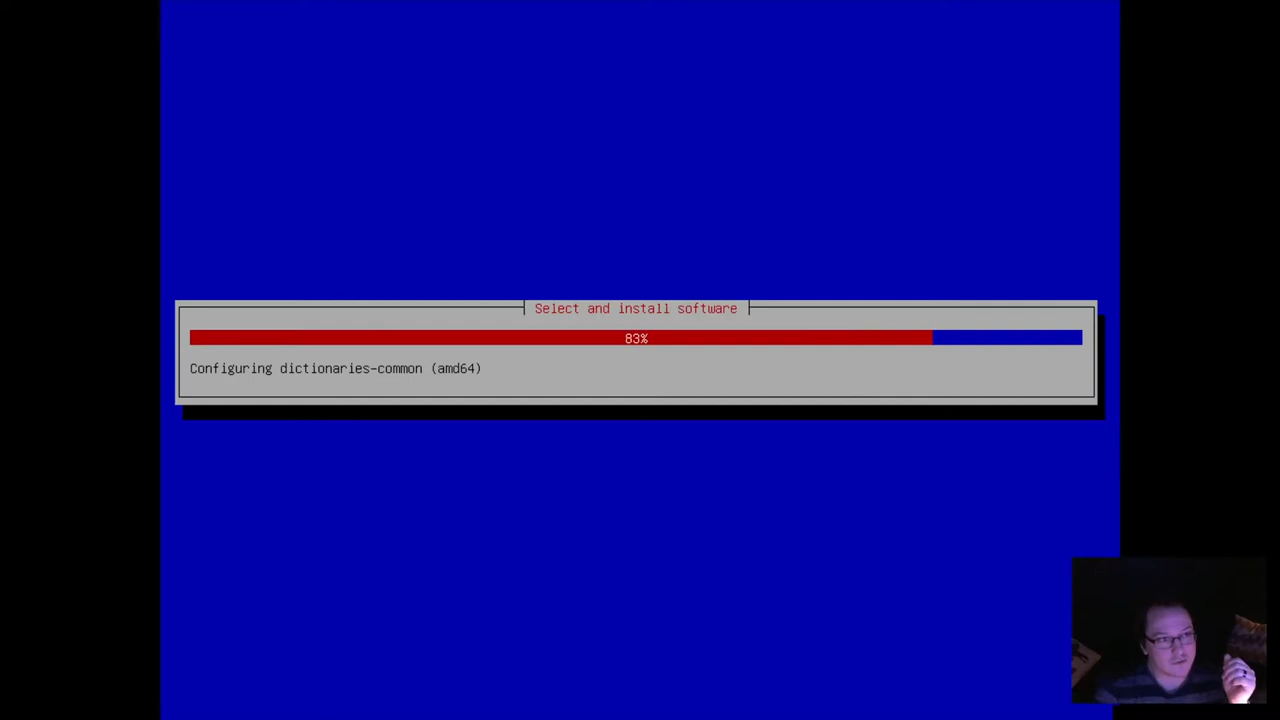 Select and install software
83%
Configuring dictionaries-common (amd64)